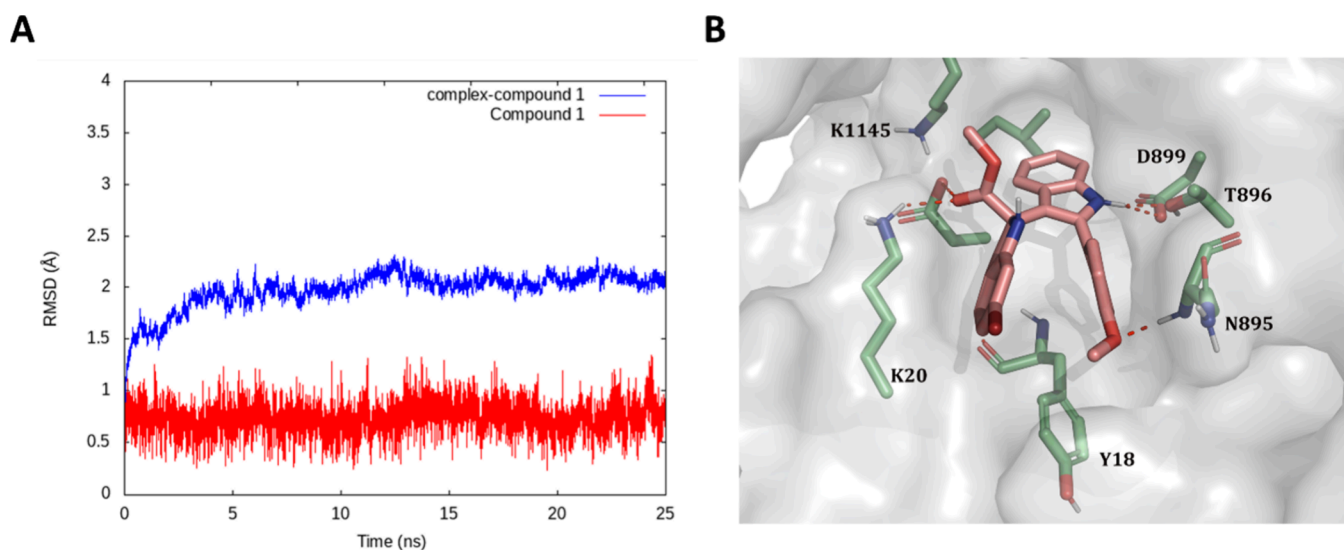 A
B
4
3.5
3
2.5
2
1.5
1
0.5
0
RMSD (Å)
complex-compound 1
Compound 1
0
5
10
15
20
25
Time (ns)
K1145
D899
T896
N895
K20
Y18